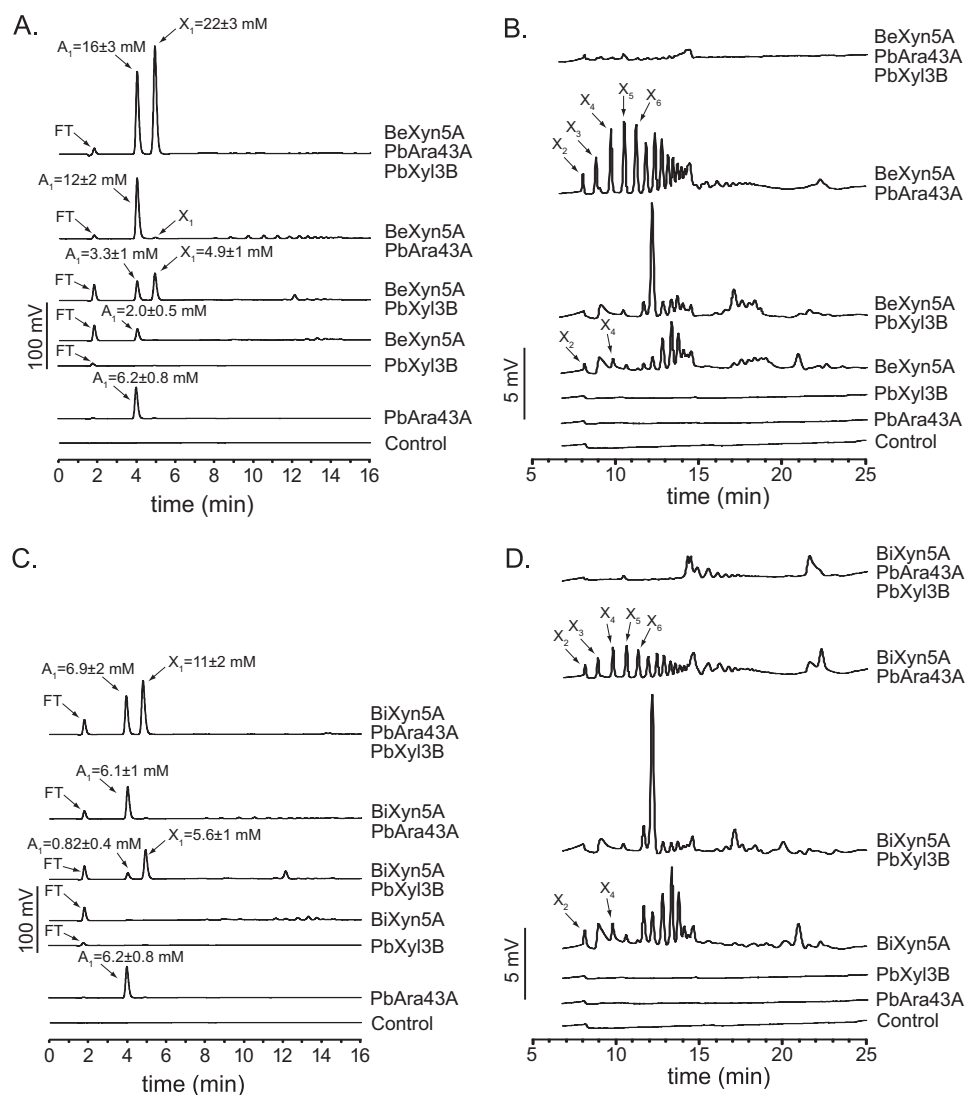 A.
X₁=22±3 mM
A₁=16±3 mM
FT
BeXyn5A
PbAra43A
PbXyl3B
A₁=12±2 mM
FT
X₁
BeXyn5A
PbAra43A
A₁=3.3±1 mM
X₁=4.9±1 mM
FT
BeXyn5A
PbXyl3B
A₁=2.0±0.5 mM
FT
BeXyn5A
FT
PbXyl3B
A₁=6.2±0.8 mM
PbAra43A
Control
100 mV
0 2 4 6 8 10 12 14 16
time (min)
B.
BeXyn5A
PbAra43A
PbXyl3B
X₂
X₃
X₄
X₅
X₆
BeXyn5A
PbAra43A
BeXyn5A
PbXyl3B
X₂
X₄
BeXyn5A
PbXyl3B
PbAra43A
Control
5 mV
5 10 15 20 25
time (min)
C.
X₁=11±2 mM
A₁=6.9±2 mM
FT
BiXyn5A
PbAra43A
PbXyl3B
A₁=6.1±1 mM
FT
BiXyn5A
PbAra43A
A₁=0.82±0.4 mM
X₁=5.6±1 mM
FT
BiXyn5A
PbXyl3B
FT
BiXyn5A
FT
PbXyl3B
A₁=6.2±0.8 mM
PbAra43A
Control
100 mV
0 2 4 6 8 10 12 14 16
time (min)
D.
BiXyn5A
PbAra43A
PbXyl3B
X₂
X₃
X₄
X₅
X₆
BiXyn5A
PbAra43A
BiXyn5A
PbXyl3B
X₂
X₄
BiXyn5A
PbXyl3B
PbAra43A
Control
5 mV
5 10 15 20 25
time (min)